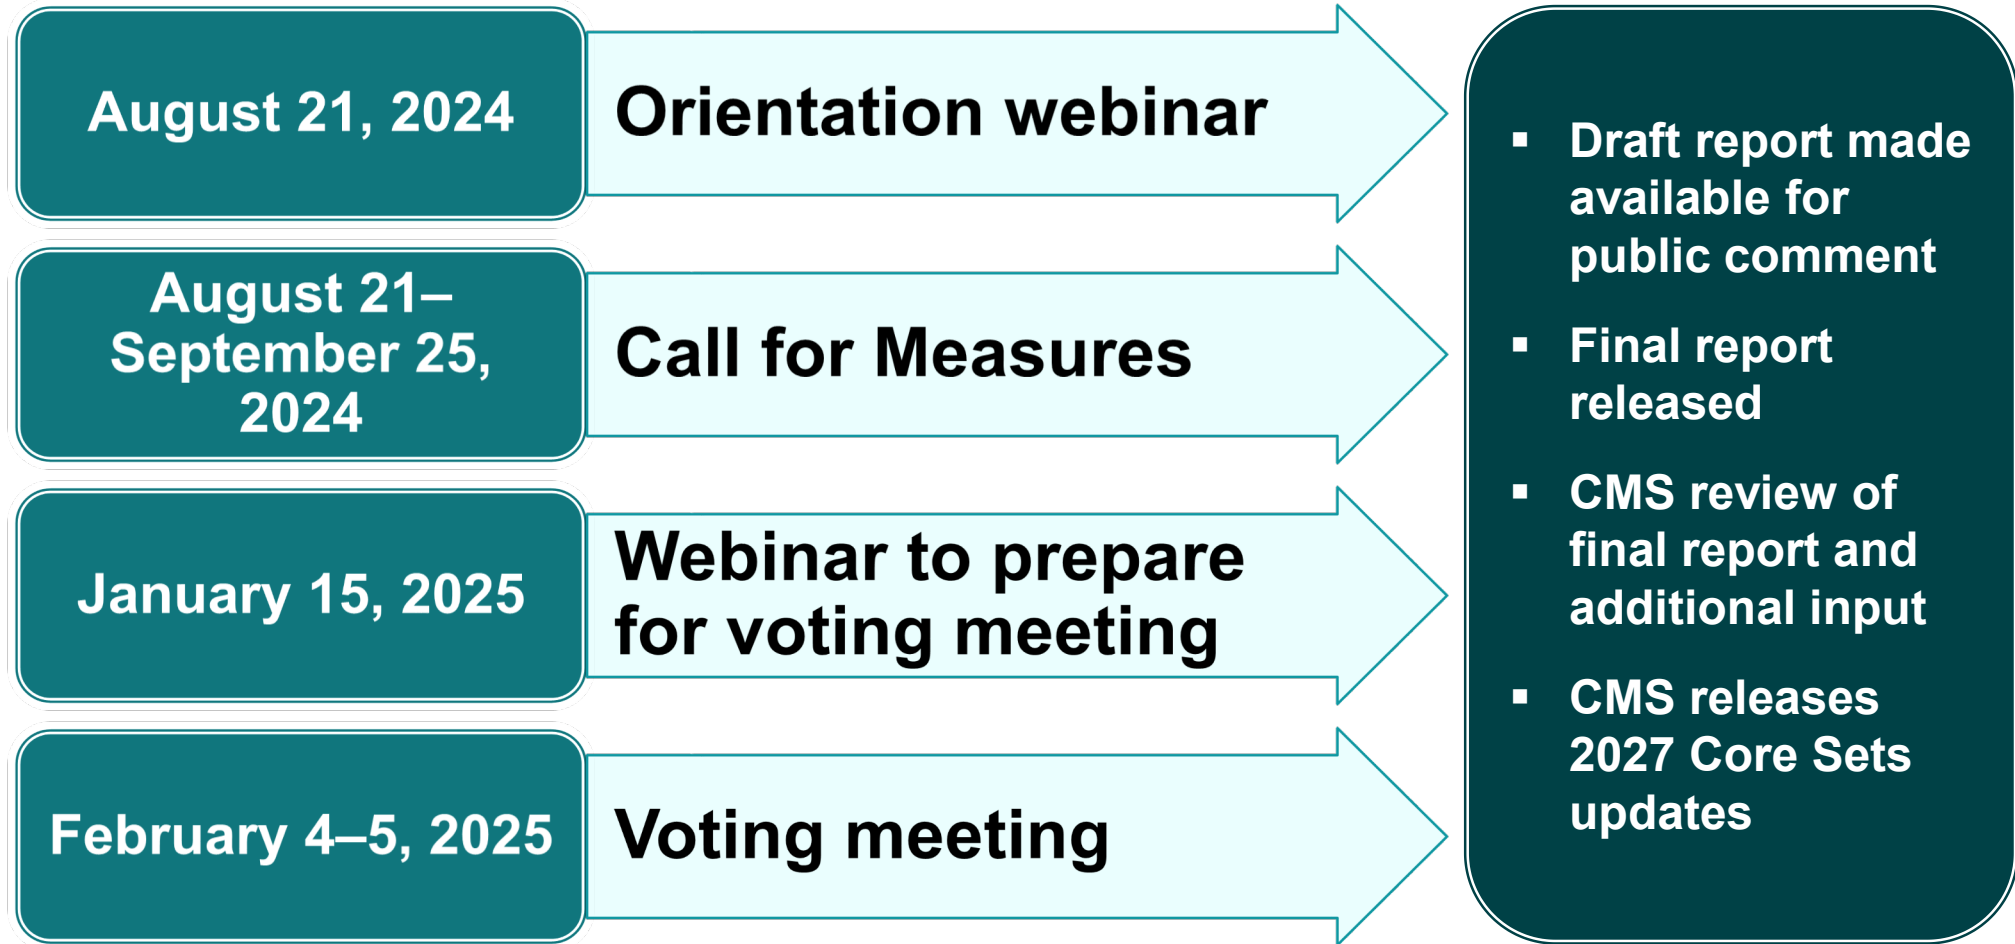 August 21, 2024
Orientation webinar
August 21–
September 25,
2024
Call for Measures
January 15, 2025
Webinar to prepare
for voting meeting
February 4–5, 2025
Voting meeting
▪ Draft report made
available for
public comment
▪ Final report
released
▪ CMS review of
final report and
additional input
▪ CMS releases
2027 Core Sets
updates